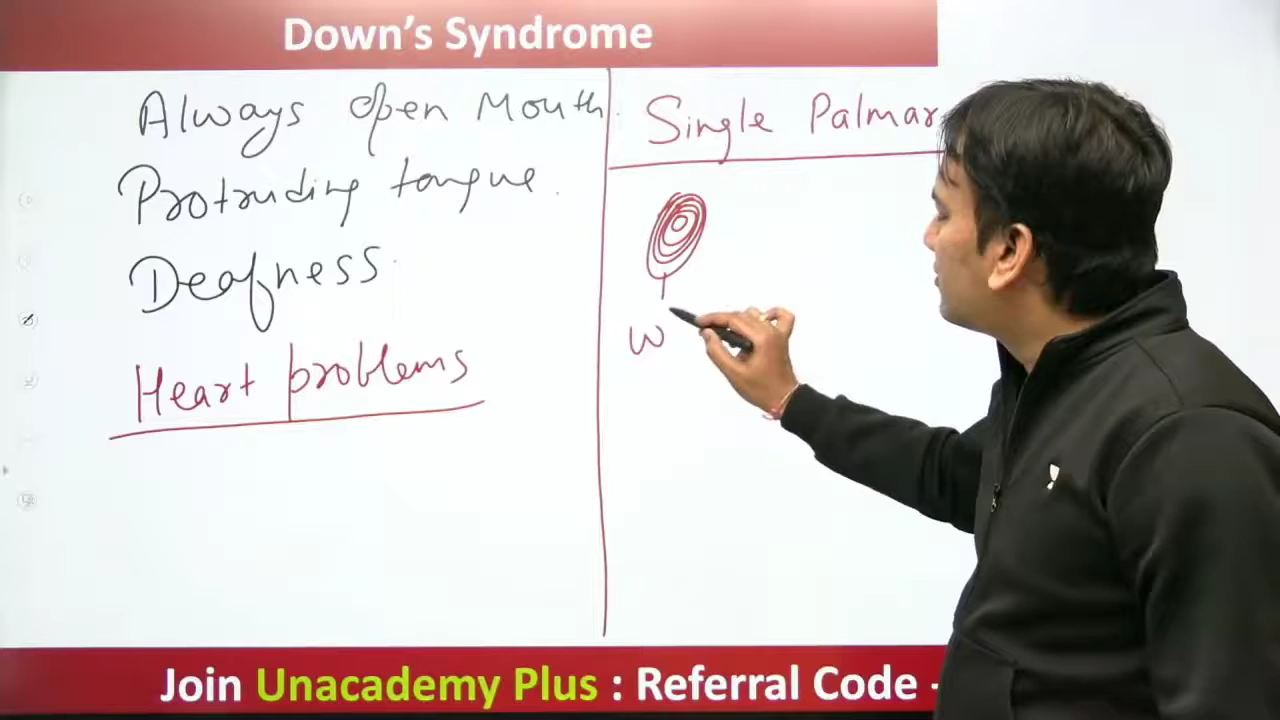 Down's Syndrome
Always open Mouth.
Protruding tongue.
Deafness
Heart problems
Single Palmar
W
Join Unacademy Plus : Referral Code -